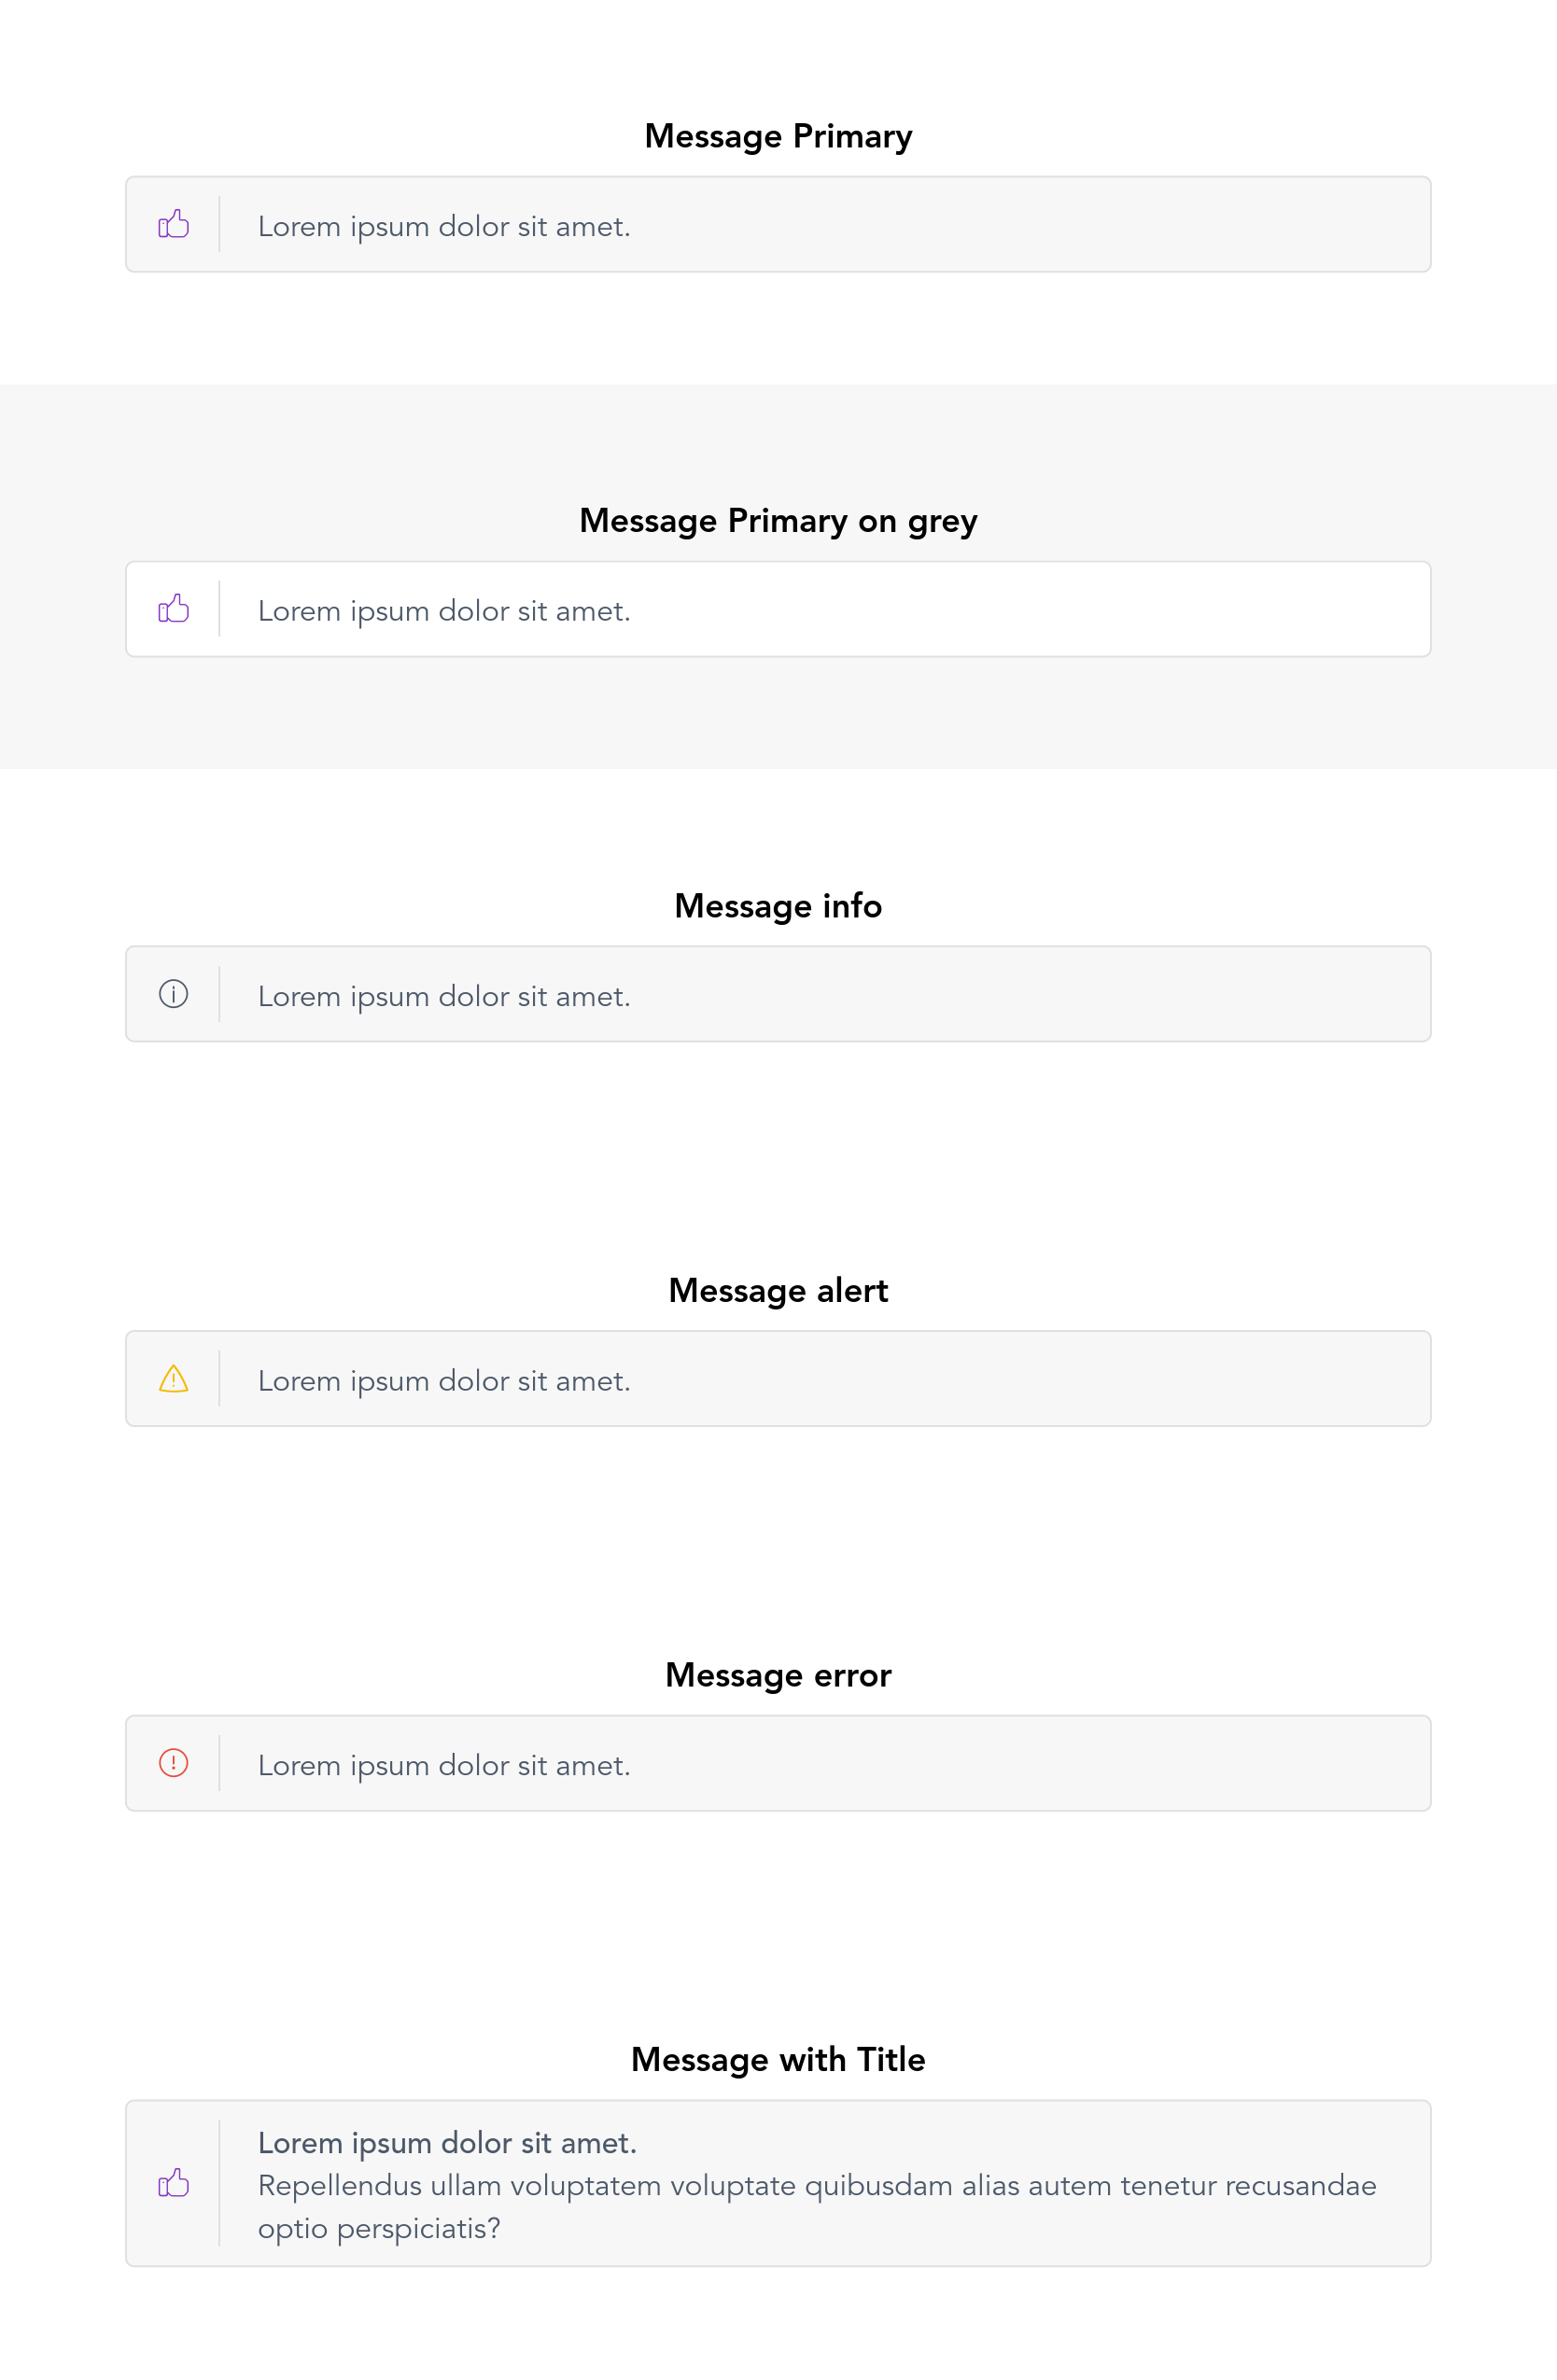 Message Primary
Lorem ipsum dolor sit amet.
Message Primary on grey
Lorem ipsum dolor sit amet.
Message info
Lorem ipsum dolor sit amet.
Message alert
Lorem ipsum dolor sit amet.
Message error
Lorem ipsum dolor sit amet.
Message with Title
Lorem ipsum dolor sit amet.
Repellendus ullam voluptatem voluptate quibusdam alias autem tenetur recusandae
optio perspiciatis?